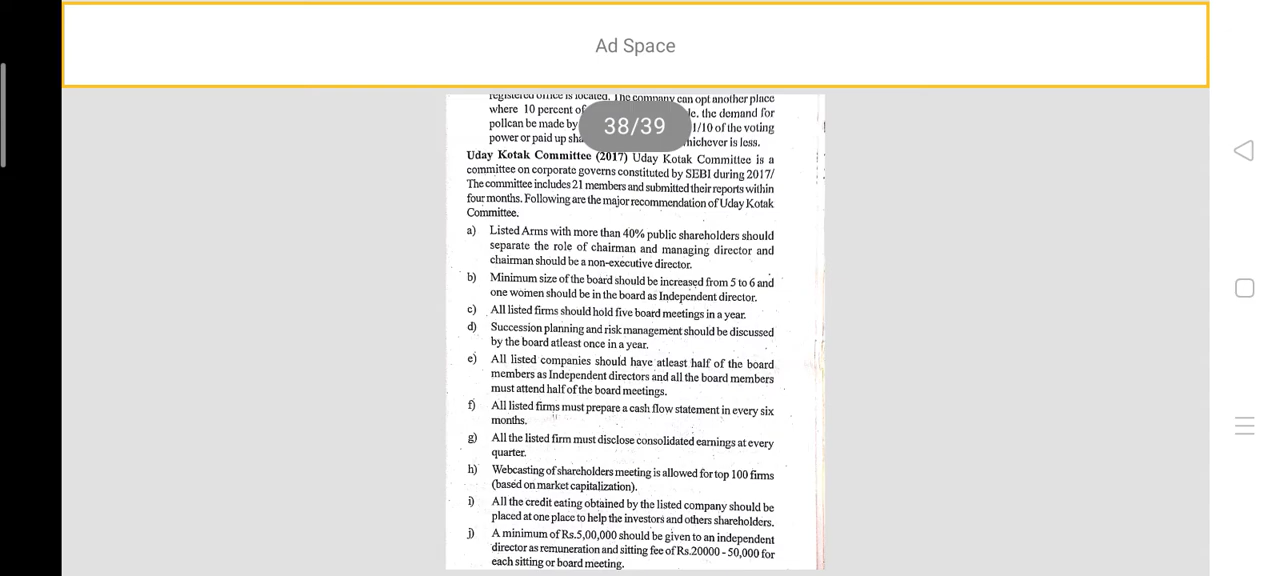 Ad Space
registered office is located. The company can opt another place
where 10 percent of le. the demand for
pollcan be made by 1/10 of the voting
power or paid up sha hichever is less.
38/39
Uday Kotak Committee (2017) Uday Kotak Committee is a
committee on corporate governs constituted by SEBI during 2017/
The committee includes 21 members and submitted their reports within
four months. Following are the major recommendation of Uday Kotak
Committee.
a) Listed Arms with more than 40% public shareholders should
separate the role of chairman and managing director and
chairman should be a non-executive director.
b) Minimum size of the board should be increased from 5 to 6 and
one women should be in the board as Independent director.
c) All listed firms should hold five board meetings in a year.
d) Succession planning and risk management should be discussed
by the board atleast once in a year.
e) All listed companies should have atleast half of the board
members as Independent directors and all the board members
must attend half of the board meetings.
f) All listed firms must prepare a cash flow statement in every six
months.
g) All the listed firm must disclose consolidated earnings at every
quarter.
h) Webcasting of shareholders meeting is allowed for top 100 firms
(based on market capitalization).
i) All the credit eating obtained by the listed company should be
placed at one place to help the investors and others shareholders.
j) A minimum of Rs.5,00,000 should be given to an independent
director as remuneration and sitting fee of Rs.20000 - 50,000 for
each sitting or board meeting.